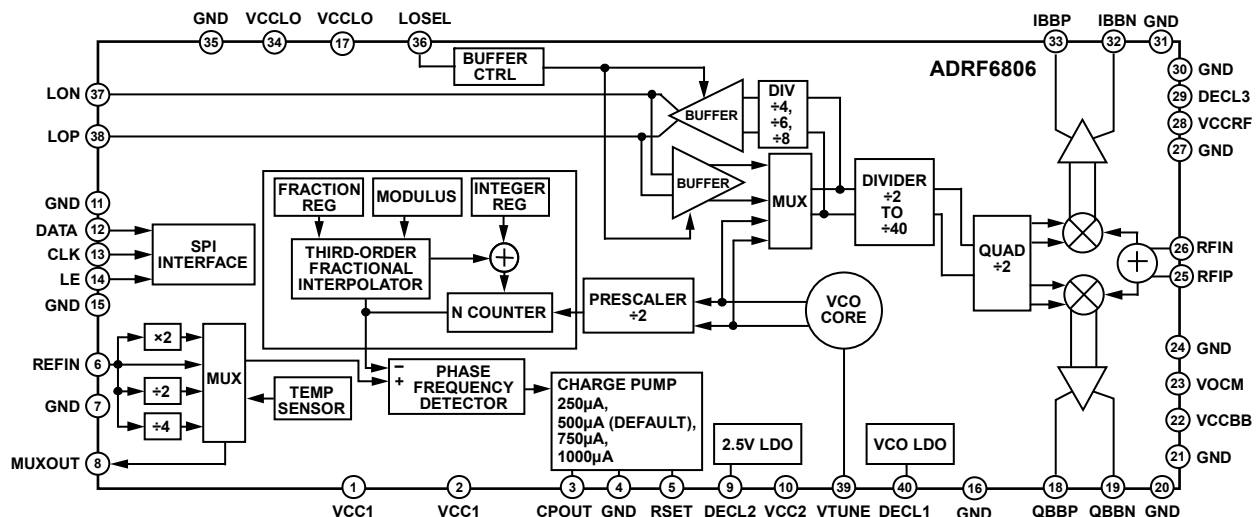 GND VCCLO VCCLO LOSEL
35 34 17 36
IBBP IBBN GND
33 32 31
ADRF6806
BUFFER
CTRL
LON 37
LOP 38
BUFFER
DIV
÷4,
÷6,
÷8
BUFFER
MUX
DIVIDER
÷2
TO
÷40
QUAD
÷2
30 GND
29 DECL3
28 VCCRF
27 GND
26 RFIN
25 RFIP
24 GND
23 VOCM
22 VCCBB
21 GND
+
GND 11
DATA 12
CLK 13
LE 14
GND 15
SPI
INTERFACE
FRACTION
REG
MODULUS
INTEGER
REG
THIRD-ORDER
FRACTIONAL
INTERPOLATOR
+
N COUNTER
PRESCALER
÷2
VCO
CORE
REFIN 6
GND 7
MUXOUT 8
×2
÷2
÷4
MUX
TEMP
SENSOR
−
+
PHASE
FREQUENCY
DETECTOR
CHARGE PUMP
250µA,
500µA (DEFAULT),
750µA,
1000µA
2.5V LDO
VCO LDO
1 2 3 4 5 9 10 39 40 16 18 19 20
VCC1 VCC1 CPOUT GND RSET DECL2 VCC2 VTUNE DECL1 GND QBBP QBBN GND